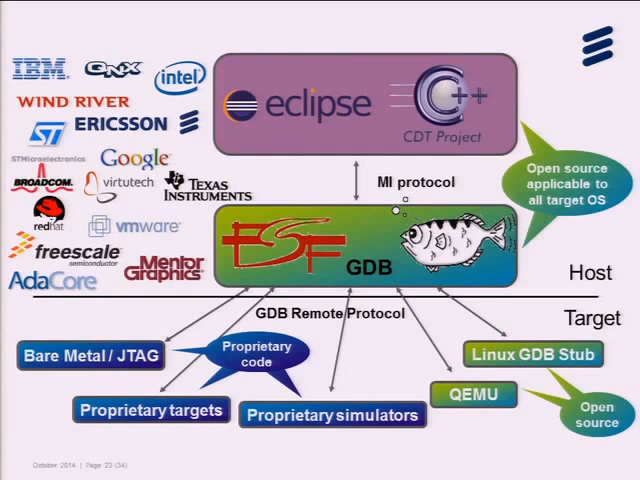 IBM
QNX
intel
WIND RIVER
ST
ERICSSON
STMicroelectronics
Google
BROADCOM.
virtutech
TEXAS
INSTRUMENTS
redhat
vmware
freescale
semiconductor
AdaCore
Mentor
Graphics
eclipse
C++
CDT Project
MI protocol
Open source
applicable to
all target OS
FSF
GDB
Host
GDB Remote Protocol
Target
Bare Metal / JTAG
Proprietary
code
Linux GDB Stub
Proprietary targets
Proprietary simulators
QEMU
Open
source
October 2014 | Page 23 (34)